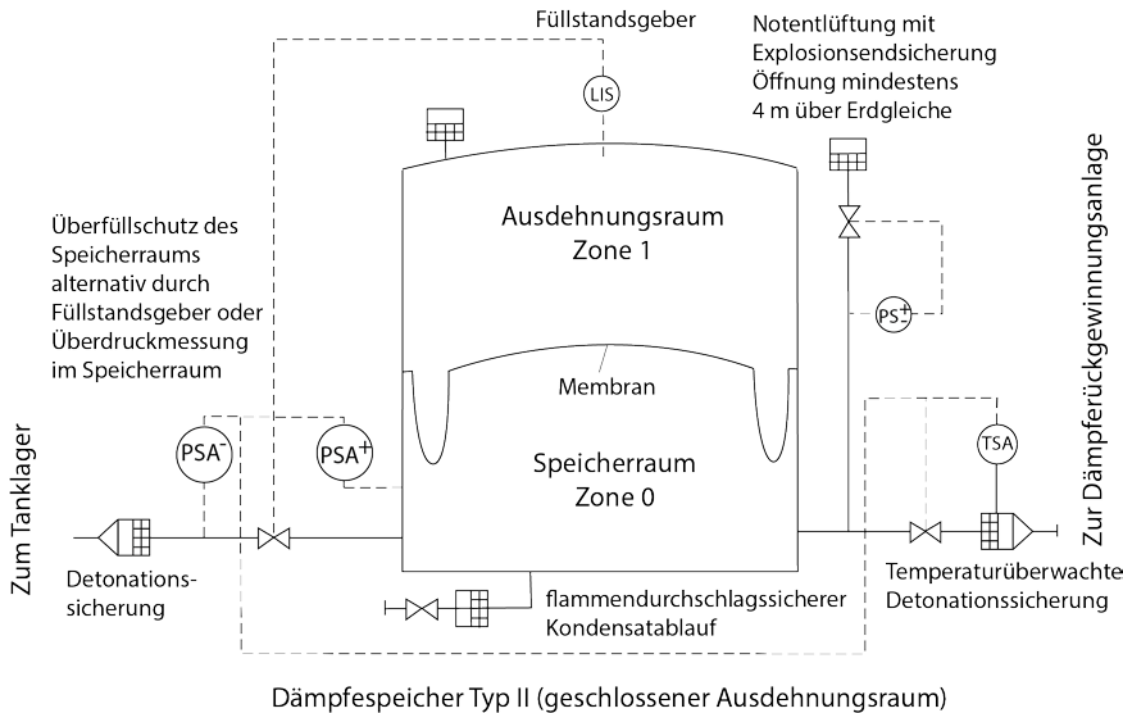 Füllstandsgeber
Notentlüftung mit
Explosionsendsicherung
Öffnung mindestens
4 m über Erdgleiche
LIS
Ausdehnungsraum
Zone 1
Überfüllschutz des
Speicherraums
alternativ durch
Füllstandsgeber oder
Überdruckmessung
im Speicherraum
PS±
Membran
PSA-
PSA+
TSA
Speicherraum
Zone 0
Zum Tanklager
Zur Dämpferückgewinnungsanlage
Detonations-
sicherung
flammendurchschlagssicherer
Kondensatablauf
Temperaturüberwachte
Detonationssicherung
Dämpfespeicher Typ II (geschlossener Ausdehnungsraum)